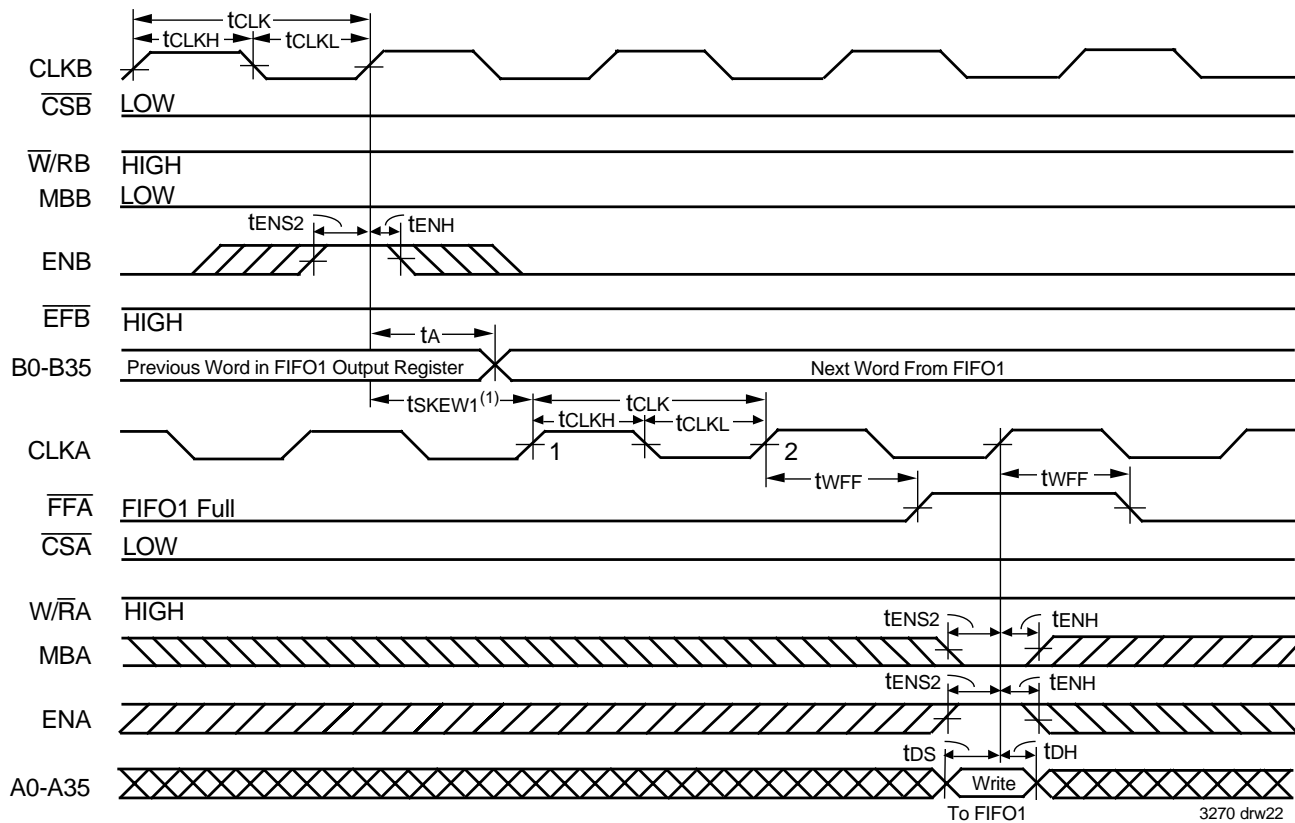 tCLK
tCLKH tCLKL
CLKB
CSB LOW
W/RB HIGH
MBB LOW
tENS2 tENH
ENB
EFB HIGH
tA
B0-B35 Previous Word in FIFO1 Output Register Next Word From FIFO1
tSKEW1(1) tCLK
tCLKH tCLKL
CLKA 1 2
tWFF tWFF
FFA FIFO1 Full
CSA LOW
W/RA HIGH
tENS2 tENH
MBA
tENS2 tENH
ENA
tDS tDH
A0-A35 Write
To FIFO1 3270 drw22